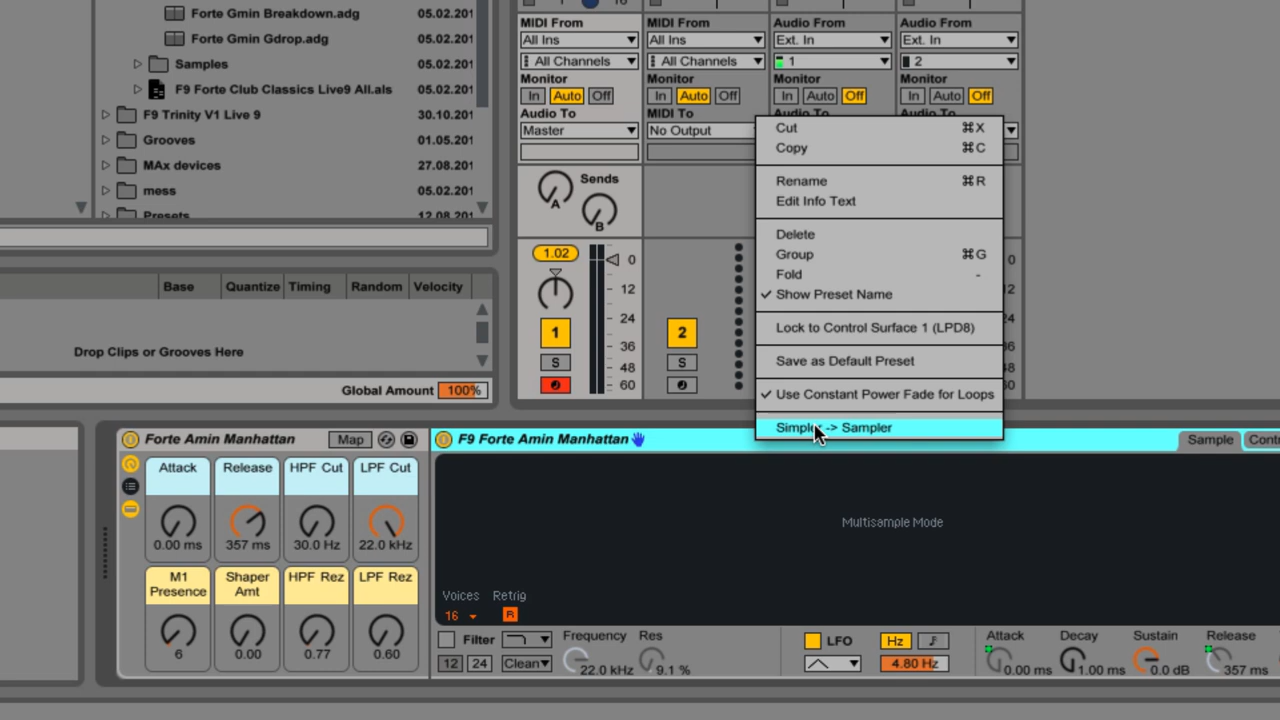 Forte Gmin Breakdown.adg 05.02.201
Forte Gmin Gdrop.adg 05.02.201
Samples 05.02.201
F9 Forte Club Classics Live9 All.als 05.02.201
F9 Trinity V1 Live 9 30.10.201
Grooves 01.05.201
MAx devices 27.08.201
mess 05.02.201
Presets 12.08.201
Base Quantize Timing Random Velocity
Drop Clips or Grooves Here
Global Amount 100%
16
MIDI From MIDI From Audio From Audio From
All Ins All Ins Ext. In Ext. In
All Channels All Channels 1 2
Monitor Monitor Monitor Monitor
In Auto Off In Auto Off In Auto Off In Auto Off
Audio To MIDI To Audio To Audio To
Master No Output
Sends
A
B
1.02
0
12
24
36
48
60
1 2
S S
Cut ⌘X
Copy ⌘C
Rename ⌘R
Edit Info Text
Delete
Group ⌘G
Fold -
✓ Show Preset Name
Lock to Control Surface 1 (LPD8)
Save as Default Preset
✓ Use Constant Power Fade for Loops
Simpler -> Sampler
Forte Amin Manhattan Map
Attack Release HPF Cut LPF Cut
0.00 ms 357 ms 30.0 Hz 22.0 kHz
M1 Presence Shaper Amt HPF Rez LPF Rez
6 0.00 0.77 0.60
F9 Forte Amin Manhattan Sample
Multisample Mode
Voices Retrig
16 R
Filter Frequency Res LFO Hz Attack Decay Sustain Release
12 24 Clean 22.0 kHz 9.1 % 4.80 Hz 0.00 ms 1.00 ms 0.0 dB 357 ms